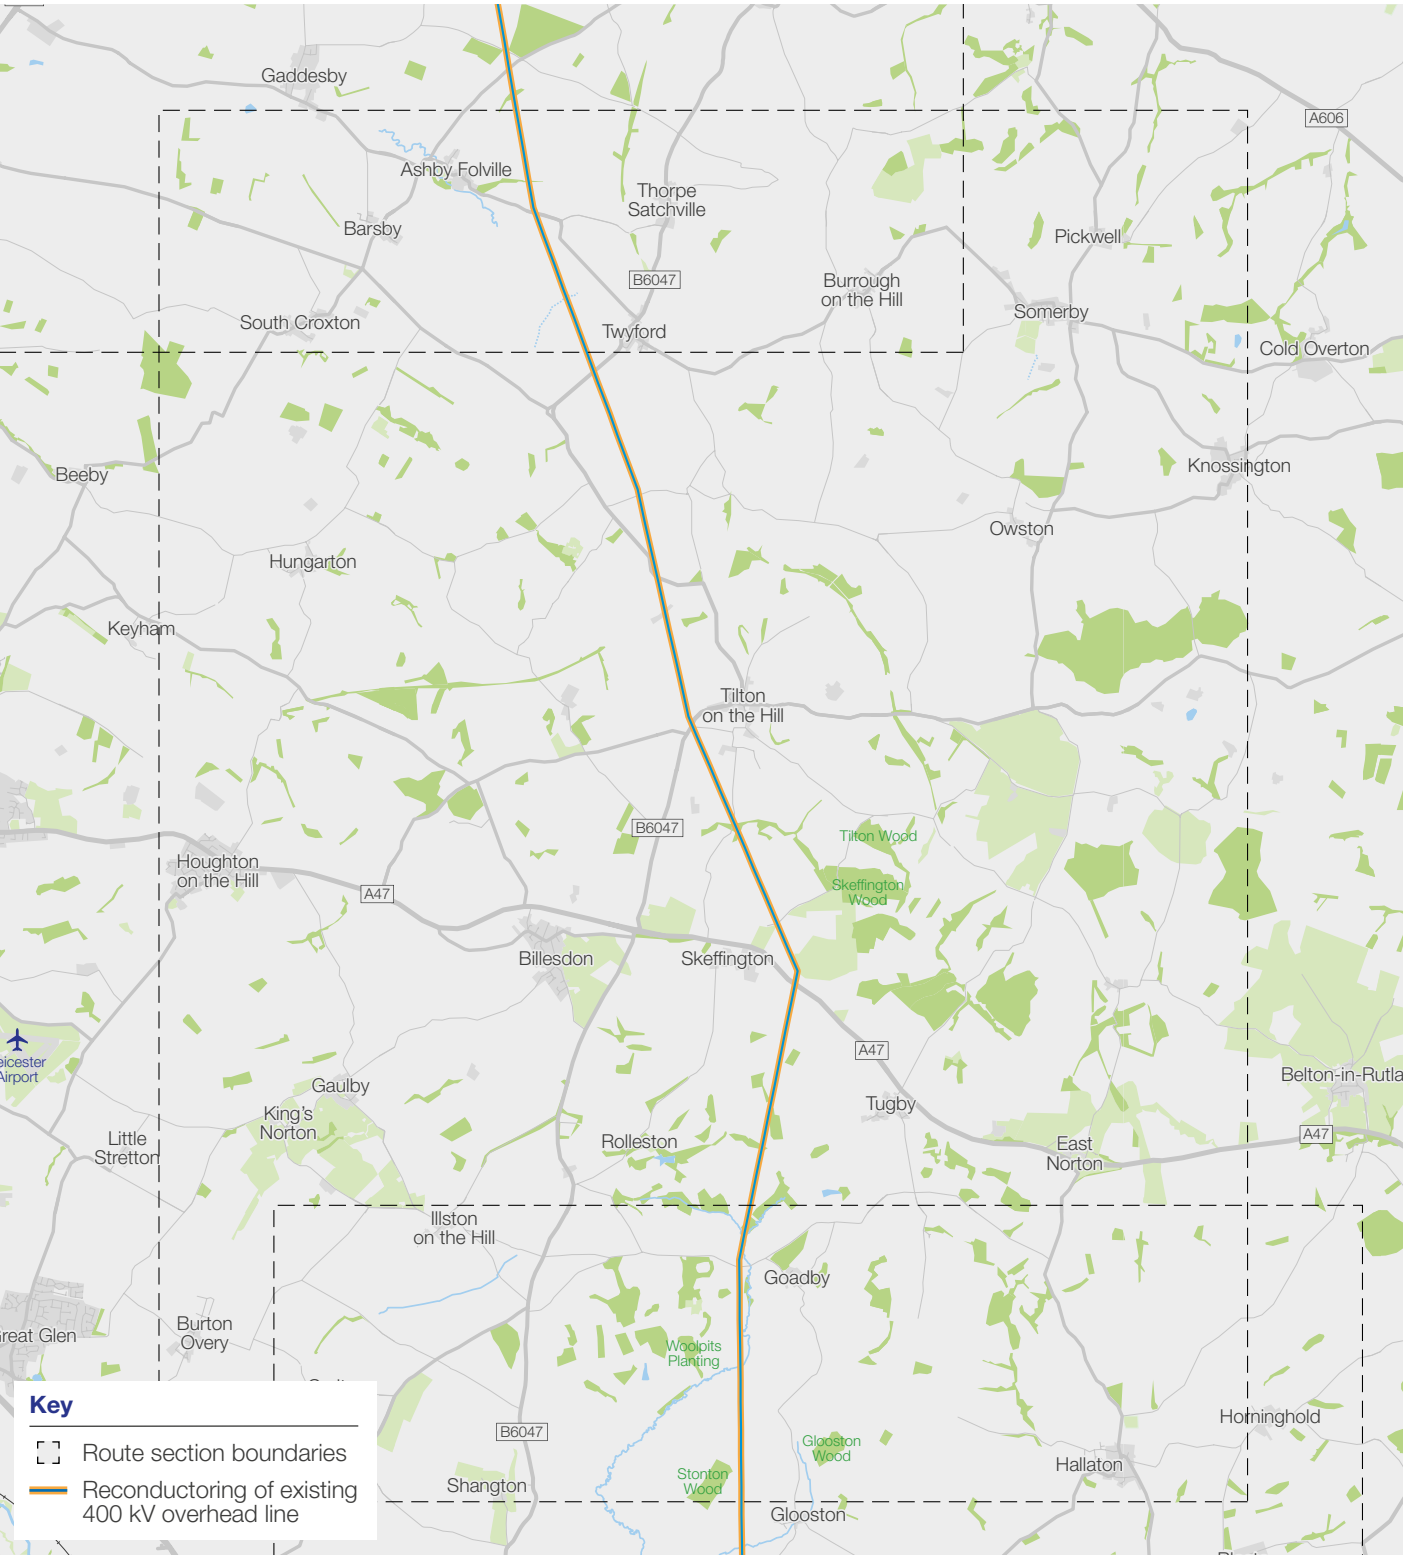 Gaddesby
A606
Ashby Folville
Thorpe
Satchville
Barsby
Pickwell
B6047
Burrough
on the Hill
Somerby
South Croxton
Twyford
Cold Overton
Beeby
Knossington
Owston
Hungarton
Keyham
Tilton
on the Hill
B6047
Tilton Wood
Houghton
on the Hill
A47
Skeffington
Wood
Billesdon
Skeffington
A47
eicester
Airport
Belton-in-Rutla
Gaulby
King's
Norton
Tugby
A47
Little
Stretton
Rolleston
East
Norton
Illston
on the Hill
Goadby
Burton
Overy
Great Glen
Woolpits
Planting
Key
Route section boundaries
Reconductoring of existing
400 kV overhead line
B6047
Horninghold
Glooston
Wood
Hallaton
Stonton
Wood
Shangton
Glooston